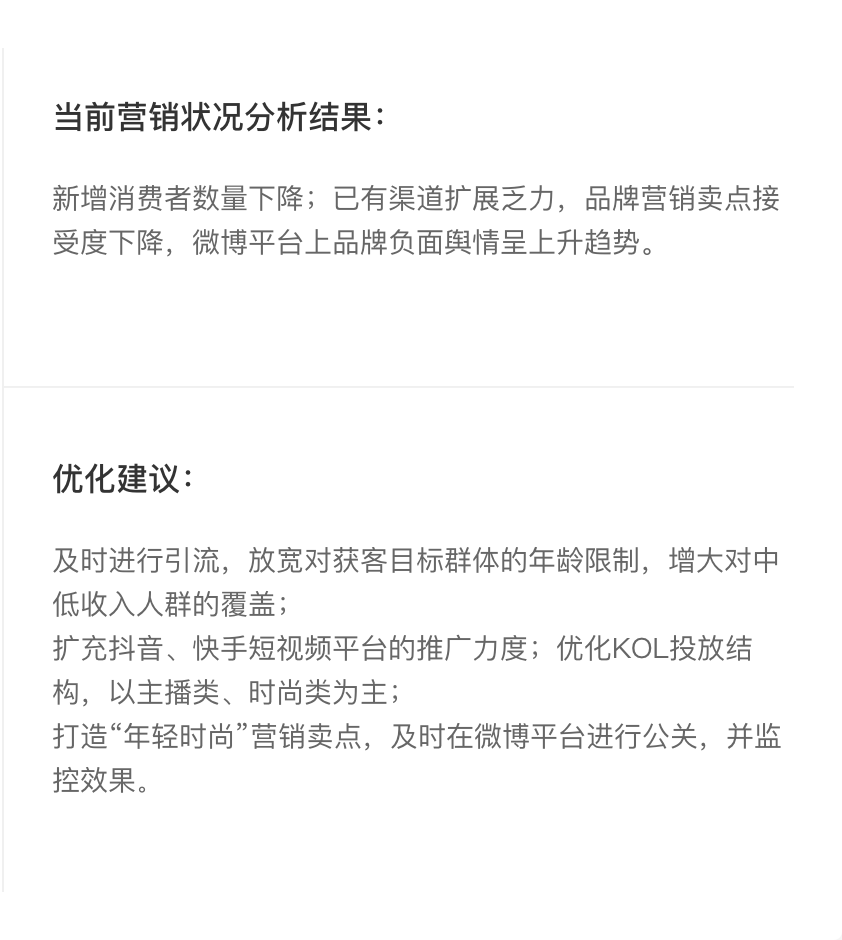 当前营销状况分析结果：
新增消费者数量下降；已有渠道扩展乏力，品牌营销卖点接
受度下降，微博平台上品牌负面舆情呈上升趋势。
优化建议：
及时进行引流，放宽对获客目标群体的年龄限制，增大对中
低收入人群的覆盖；
扩充抖音、快手短视频平台的推广力度；优化KOL投放结
构，以主播类、时尚类为主；
打造“年轻时尚”营销卖点，及时在微博平台进行公关，并监
控效果。